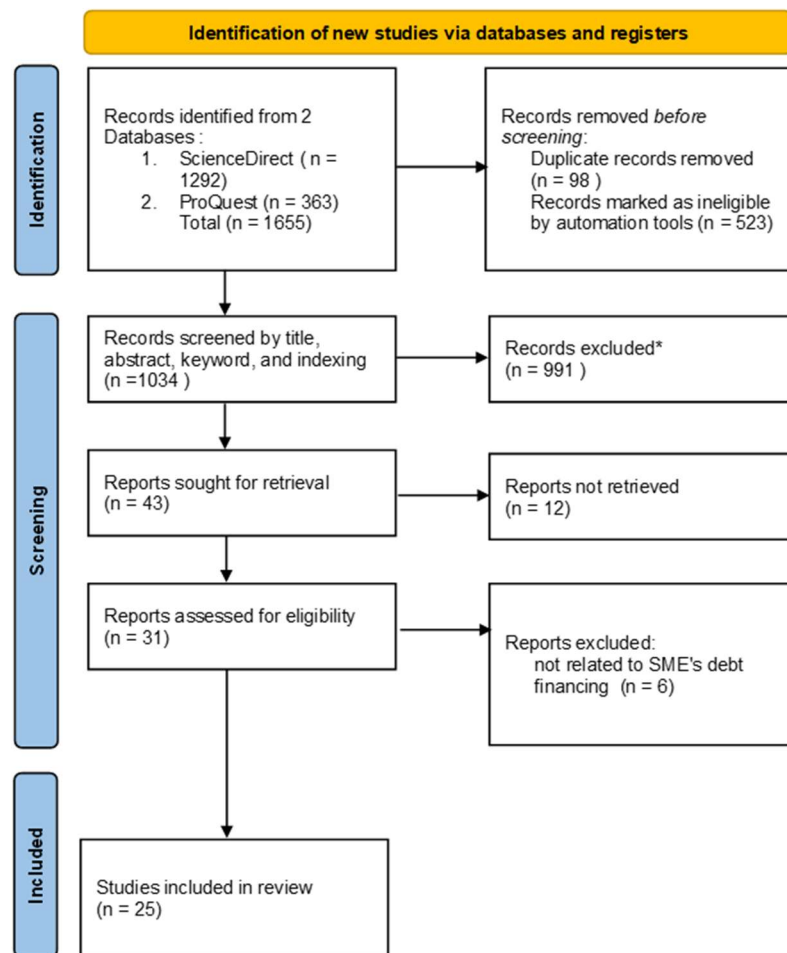 Identification of new studies via databases and registers
Identification
Records identified from 2
Databases :
1. ScienceDirect ( n =
1292)
2. ProQuest (n = 363)
Total (n = 1655)
Records removed before
screening:
Duplicate records removed
(n = 98 )
Records marked as ineligible
by automation tools (n = 523)
Screening
Records screened by title,
abstract, keyword, and indexing
(n =1034 )
Records excluded*
(n = 991 )
Reports sought for retrieval
(n = 43)
Reports not retrieved
(n = 12)
Reports assessed for eligibility
(n = 31)
Reports excluded:
not related to SME's debt
financing (n = 6)
Included
Studies included in review
(n = 25)